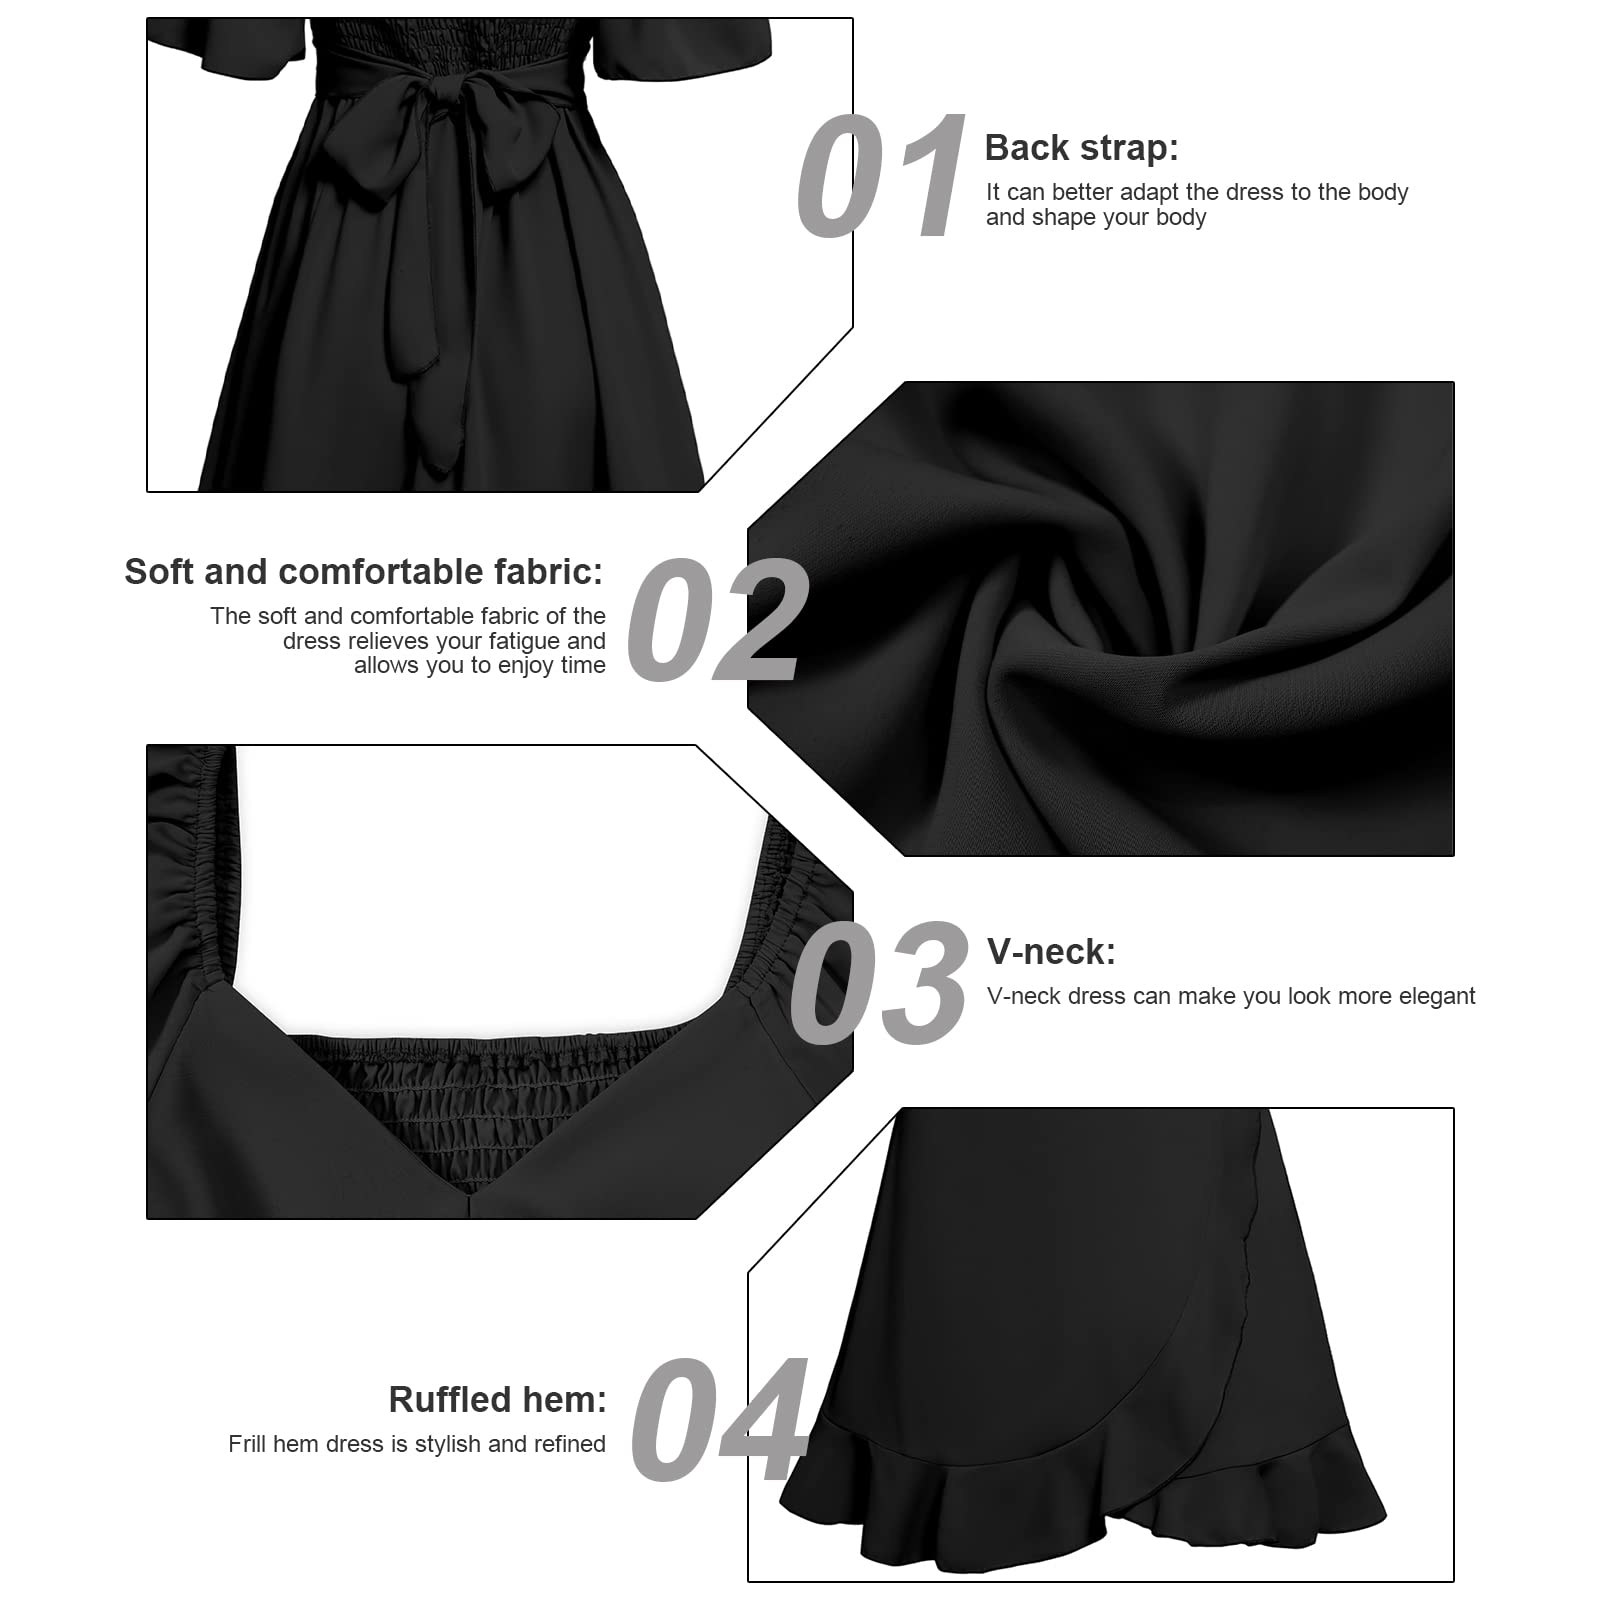 01
Back strap:
It can better adapt the dress to the body
and shape your body
Soft and comfortable fabric:
The soft and comfortable fabric of the
dress relieves your fatigue and
allows you to enjoy time
02
03
V-neck:
V-neck dress can make you look more elegant
Ruffled hem:
Frill hem dress is stylish and refined
04